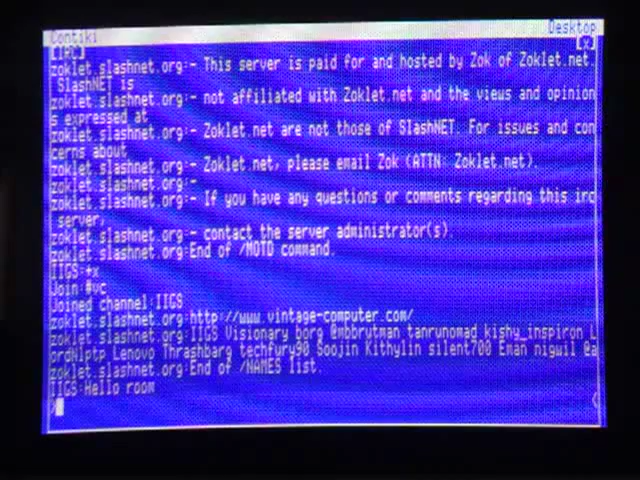 Contiki Desktop
[IRC] [x]
zoklet.slashnet.org:- This server is paid for and hosted by Zok of Zoklet.net.
SlashNET is
zoklet.slashnet.org:- not affiliated with Zoklet.net and the views and opinion
s expressed at
zoklet.slashnet.org:- Zoklet.net are not those of SlashNET. For issues and con
cerns about
zoklet.slashnet.org:- Zoklet.net, please email Zok (ATTN: Zoklet.net).
zoklet.slashnet.org:-
zoklet.slashnet.org:- If you have any questions or comments regarding this irc
server,
zoklet.slashnet.org:- contact the server administrator(s).
zoklet.slashnet.org:End of /MOTD command.
IIGS:+x
Join:#vc
Joined channel:IIGS
zoklet.slashnet.org:http://www.vintage-computer.com/
zoklet.slashnet.org:IIGS Visionary borg @mbbrutman tanrunomad kishy_inspiron L
ordNlptp Lenovo Thrashbarg techfury90 Soojin Kithylin silent700 Eman nigwil @a
zoklet.slashnet.org:End of /NAMES list.
IIGS:Hello room